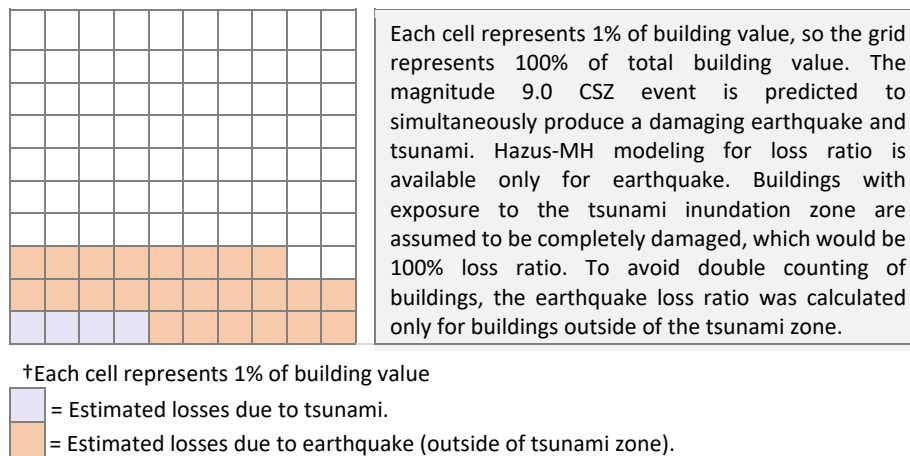 Each cell represents 1% of building value, so the grid
represents 100% of total building value. The
magnitude 9.0 CSZ event is predicted to
simultaneously produce a damaging earthquake and
tsunami. Hazus-MH modeling for loss ratio is
available only for earthquake. Buildings with
exposure to the tsunami inundation zone are
assumed to be completely damaged, which would be
100% loss ratio. To avoid double counting of
buildings, the earthquake loss ratio was calculated
only for buildings outside of the tsunami zone.
†Each cell represents 1% of building value
= Estimated losses due to tsunami.
= Estimated losses due to earthquake (outside of tsunami zone).